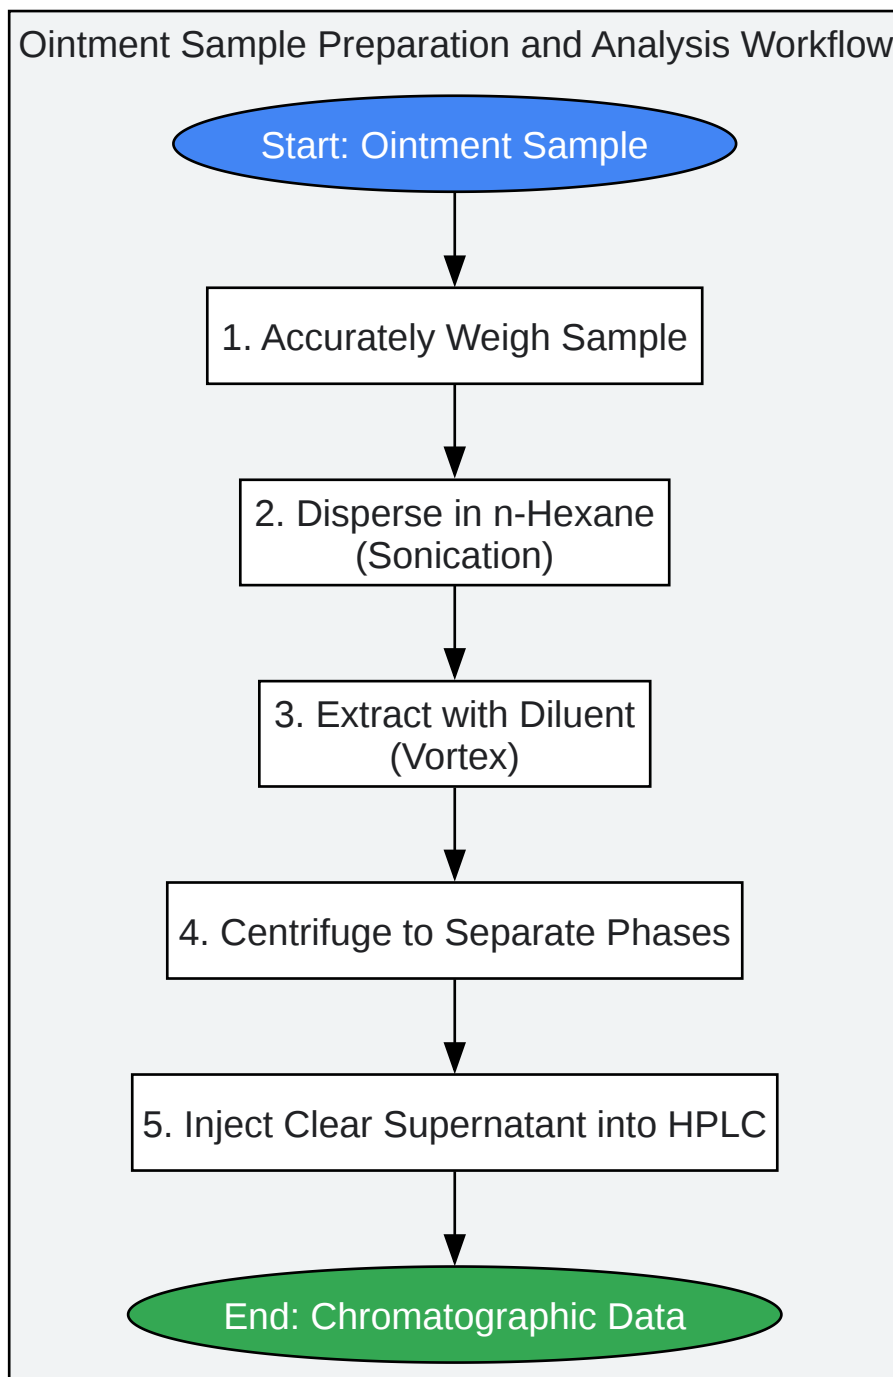 Ointment Sample Preparation and Analysis Workflow
Start: Ointment Sample
1. Accurately Weigh Sample
2. Disperse in n-Hexane
(Sonication)
3. Extract with Diluent
(Vortex)
4. Centrifuge to Separate Phases
5. Inject Clear Supernatant into HPLC
End: Chromatographic Data